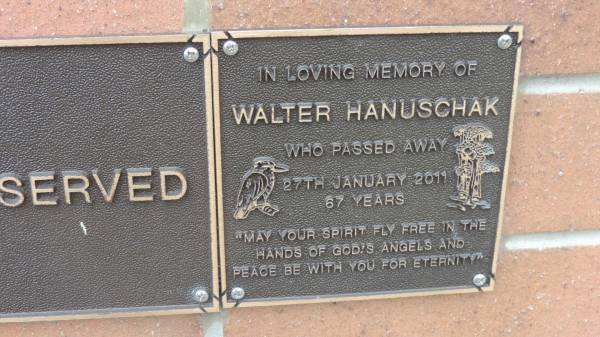 SERVED
IN LOVING MEMORY OF
WALTER HANUSCHAK
WHO PASSED AWAY
27TH JANUARY 2011
67 YEARS
"MAY YOUR SPIRIT FLY FREE IN THE
HANDS OF GOD'S ANGELS AND
PEACE BE WITH YOU FOR ETERNITY"